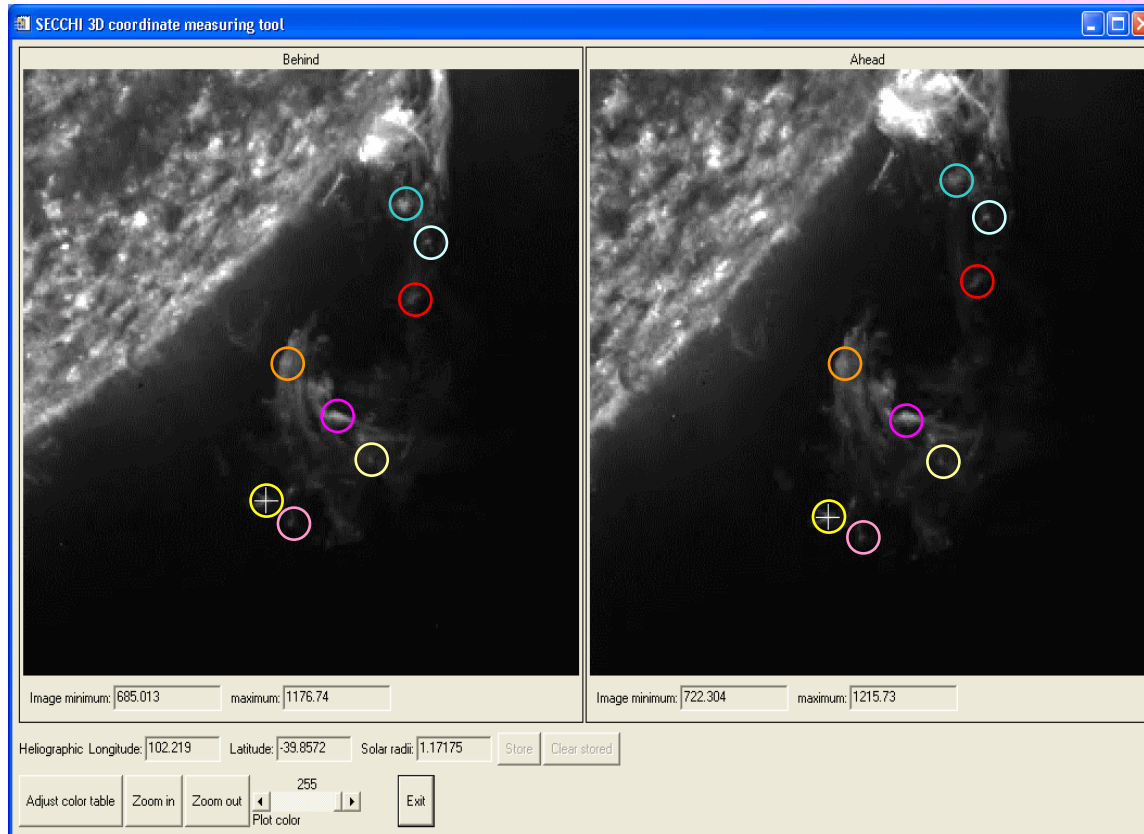 SECCHI 3D coordinate measuring tool
Behind Ahead
Image minimum: 685.013 maximum: 1176.74 Image minimum: 722.304 maximum: 1215.73
Heliographic Longitude: 102.219 Latitude: -39.8572 Solar radii: 1.17175 Store Clear stored
255
Adjust color table Zoom in Zoom out Exit
Plot color